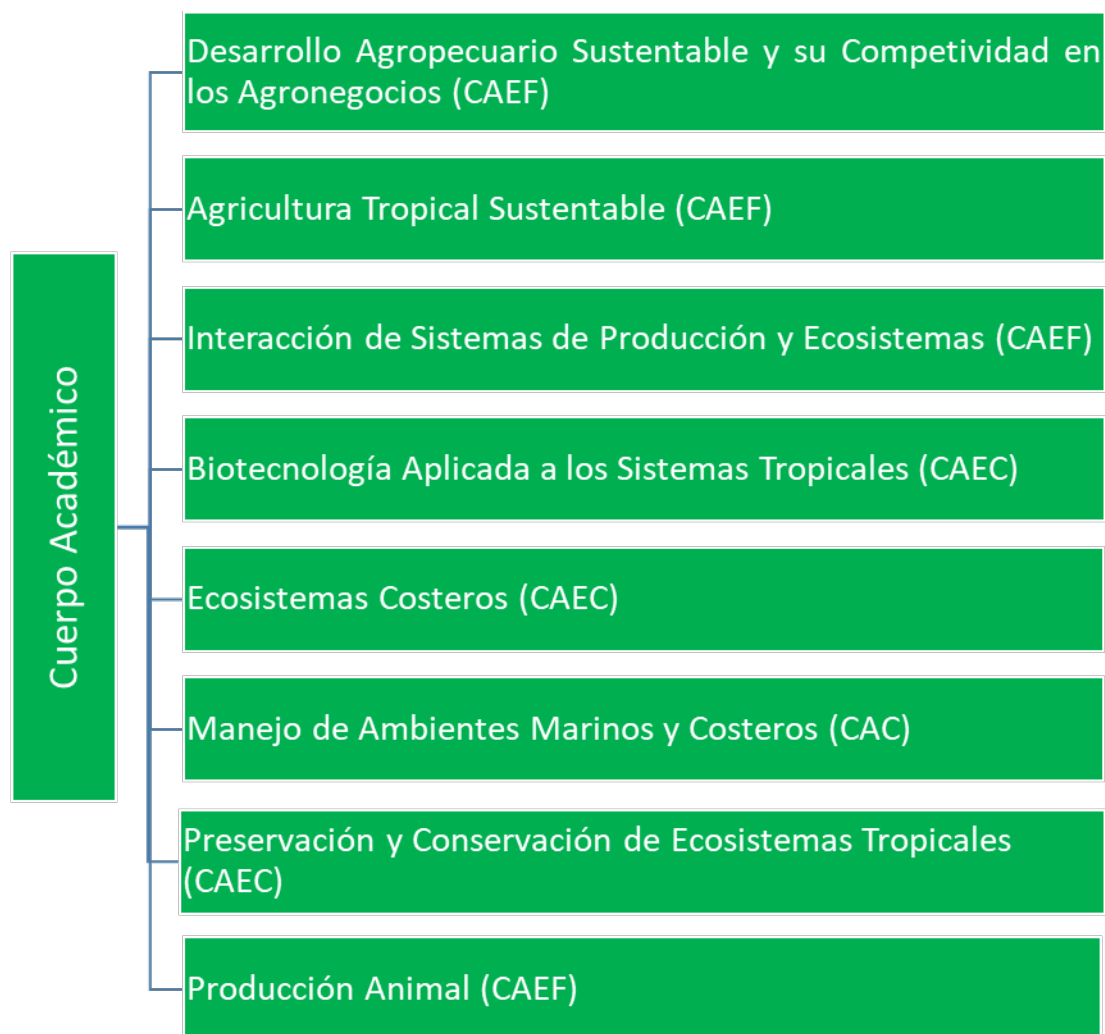 Cuerpo Académico
Desarrollo Agropecuario Sustentable y su Competividad en
los Agronegocios (CAEF)
Agricultura Tropical Sustentable (CAEF)
Interacción de Sistemas de Producción y Ecosistemas (CAEF)
Biotecnología Aplicada a los Sistemas Tropicales (CAEC)
Ecosistemas Costeros (CAEC)
Manejo de Ambientes Marinos y Costeros (CAC)
Preservación y Conservación de Ecosistemas Tropicales
(CAEC)
Producción Animal (CAEF)